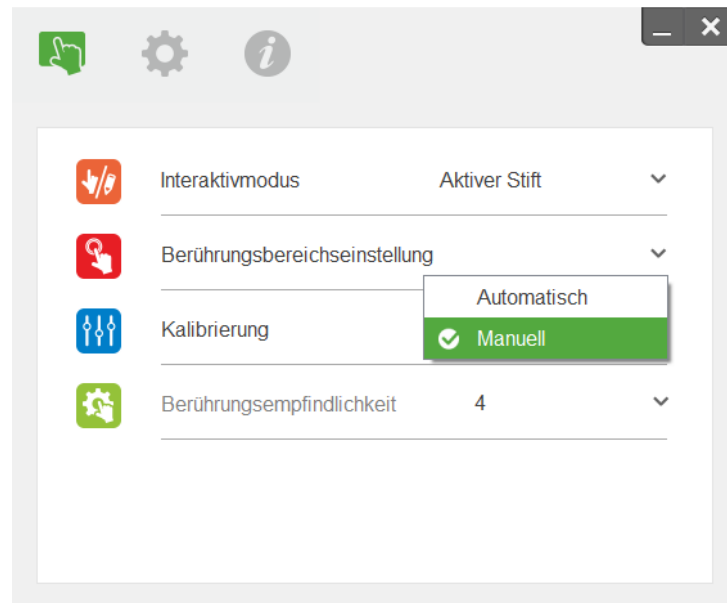 Interaktivmodus Aktiver Stift
Berührungsbereichseinstellung
Automatisch
Kalibrierung
Manuell
Berührungsempfindlichkeit 4